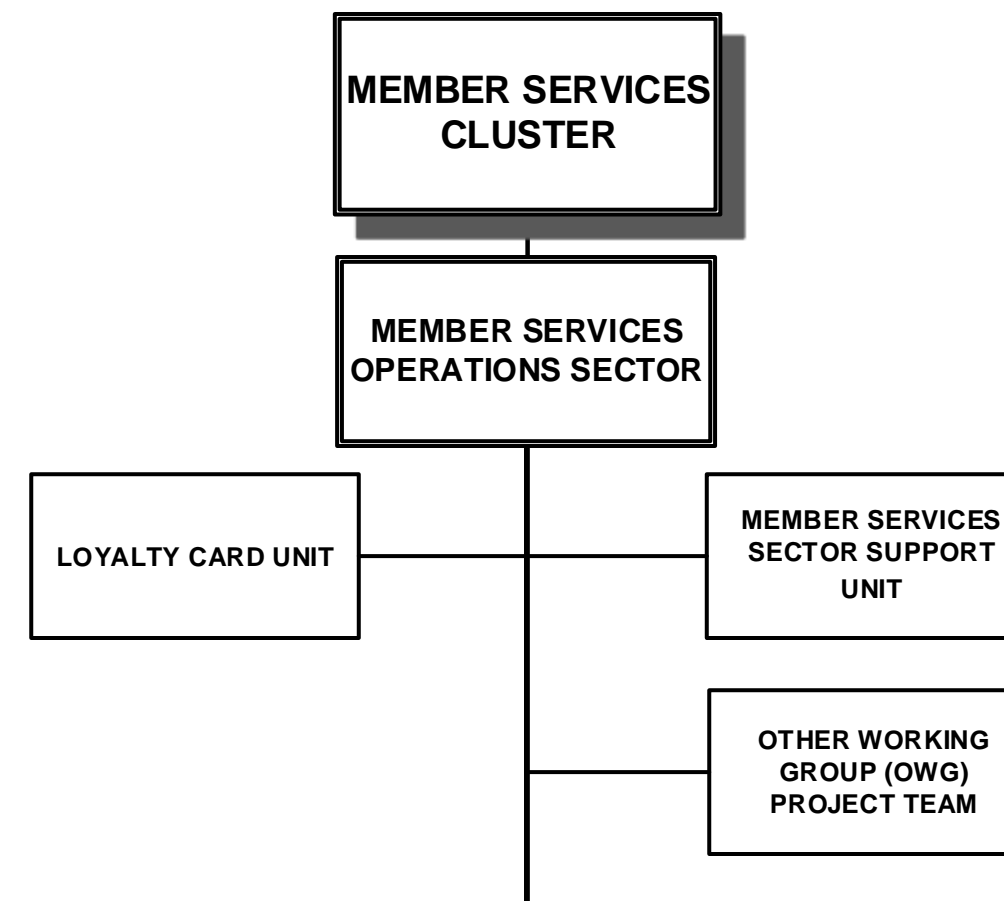 MEMBER SERVICES
CLUSTER
MEMBER SERVICES
OPERATIONS SECTOR
LOYALTY CARD UNIT
MEMBER SERVICES
SECTOR SUPPORT
UNIT
OTHER WORKING
GROUP (OWG)
PROJECT TEAM